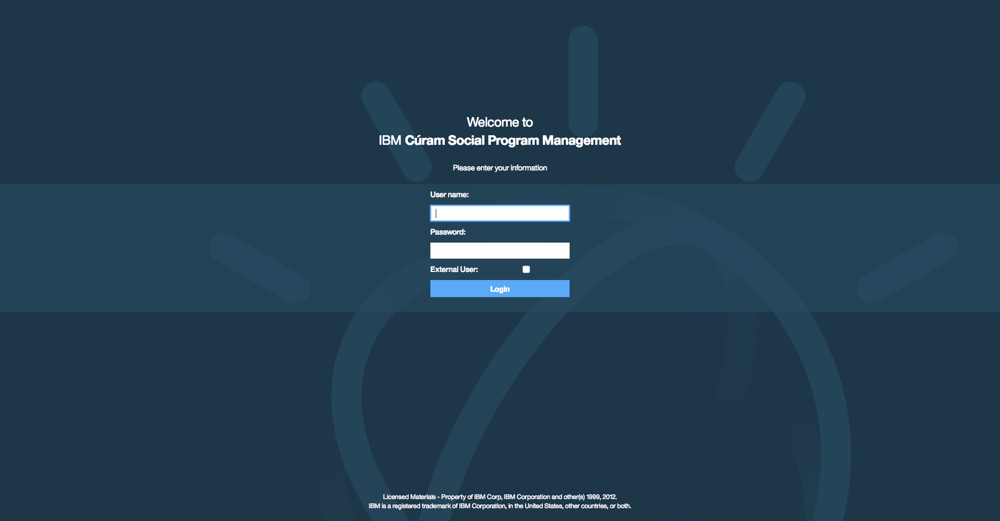 Welcome to
IBM Cúram Social Program Management
Please enter your information
User name:
Password:
External User:
Login
Licensed Materials - Property of IBM Corp, IBM Corporation and other(s) 1999, 2012.
IBM is a registered trademark of IBM Corporation, in the United States, other countries, or both.